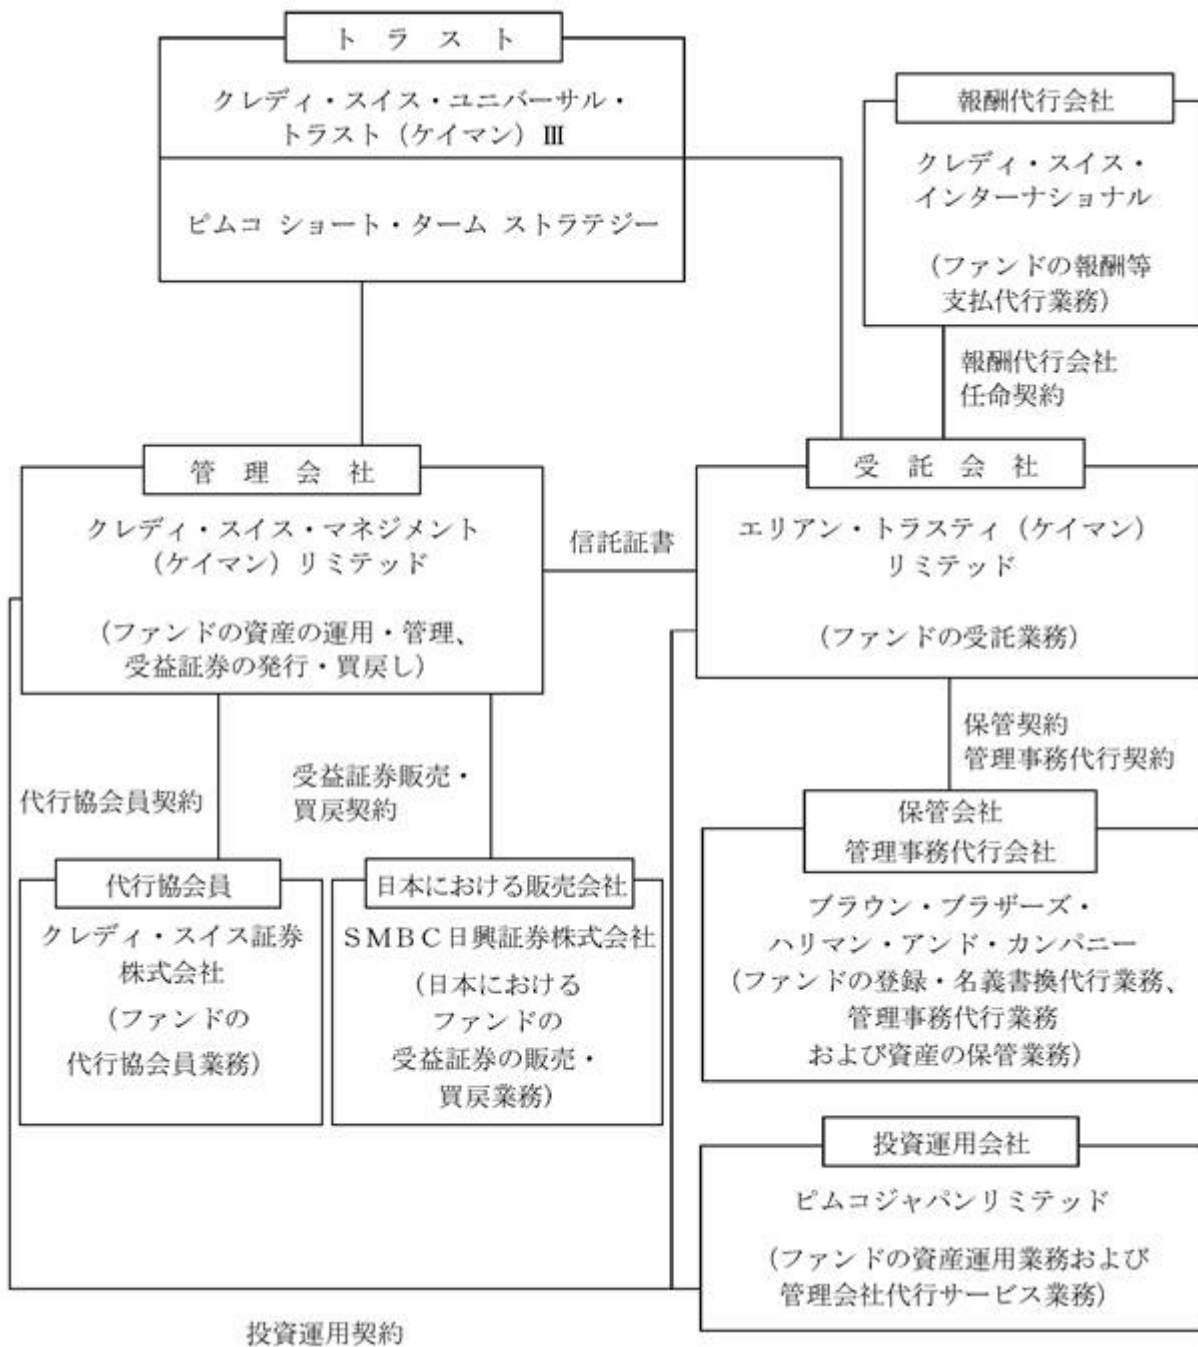 トラスト
クレディ・スイス・ユニバーサル・
トラスト（ケイマン）Ⅲ
ピムコ ショート・ターム ストラテジー
報酬代行会社
クレディ・スイス・
インターナショナル
（ファンドの報酬等
支払代行業務）
報酬代行会社
任命契約
管理会社
クレディ・スイス・マネジメント
（ケイマン）リミテッド
（ファンドの資産の運用・管理、
受益証券の発行・買戻し）
信託証書
受託会社
エリアン・トラスティ（ケイマン）
リミテッド
（ファンドの受託業務）
代行協会員契約
受益証券販売・
買戻契約
保管契約
管理事務代行契約
代行協会員
クレディ・スイス証券
株式会社
（ファンドの
代行協会員業務）
日本における販売会社
ＳＭＢＣ日興証券株式会社
（日本における
ファンドの
受益証券の販売・
買戻業務）
保管会社
管理事務代行会社
ブラウン・ブラザーズ・
ハリマン・アンド・カンパニー
（ファンドの登録・名義書換代行業務、
管理事務代行業務
および資産の保管業務）
投資運用会社
ピムコジャパンリミテッド
（ファンドの資産運用業務および
管理会社代行サービス業務）
投資運用契約